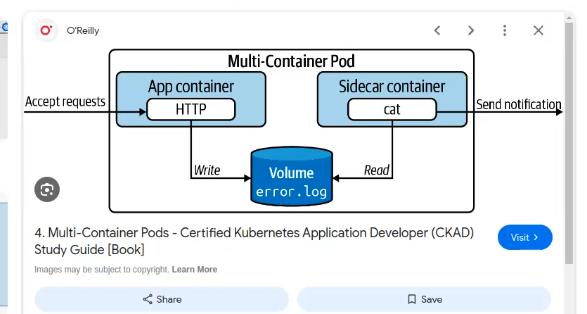 O'Reilly
Multi-Container Pod
App container
Sidecar container
Accept requests
HTTP
cat
Send notification
Write
Volume
Read
error.log
4. Multi-Container Pods - Certified Kubernetes Application Developer (CKAD)
Study Guide [Book]
Visit >
Images may be subject to copyright. Learn More
Share
Save